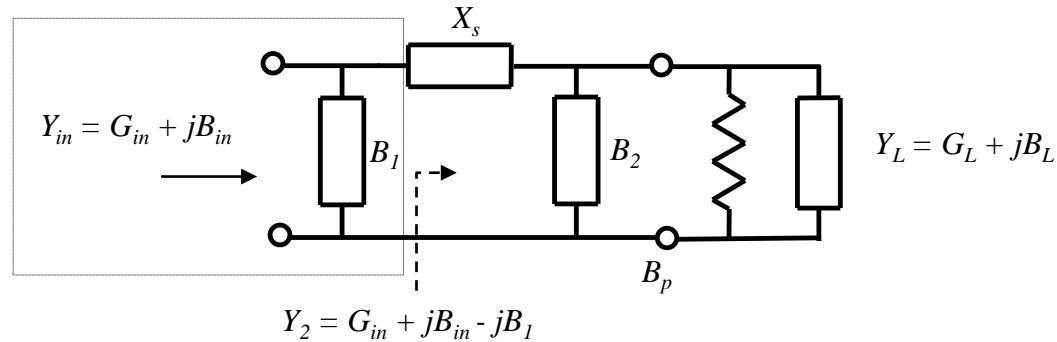 X_s
Y_in = G_in + jB_in
B_1
B_2
Y_L = G_L + jB_L
B_p
Y_2 = G_in + jB_in - jB_1